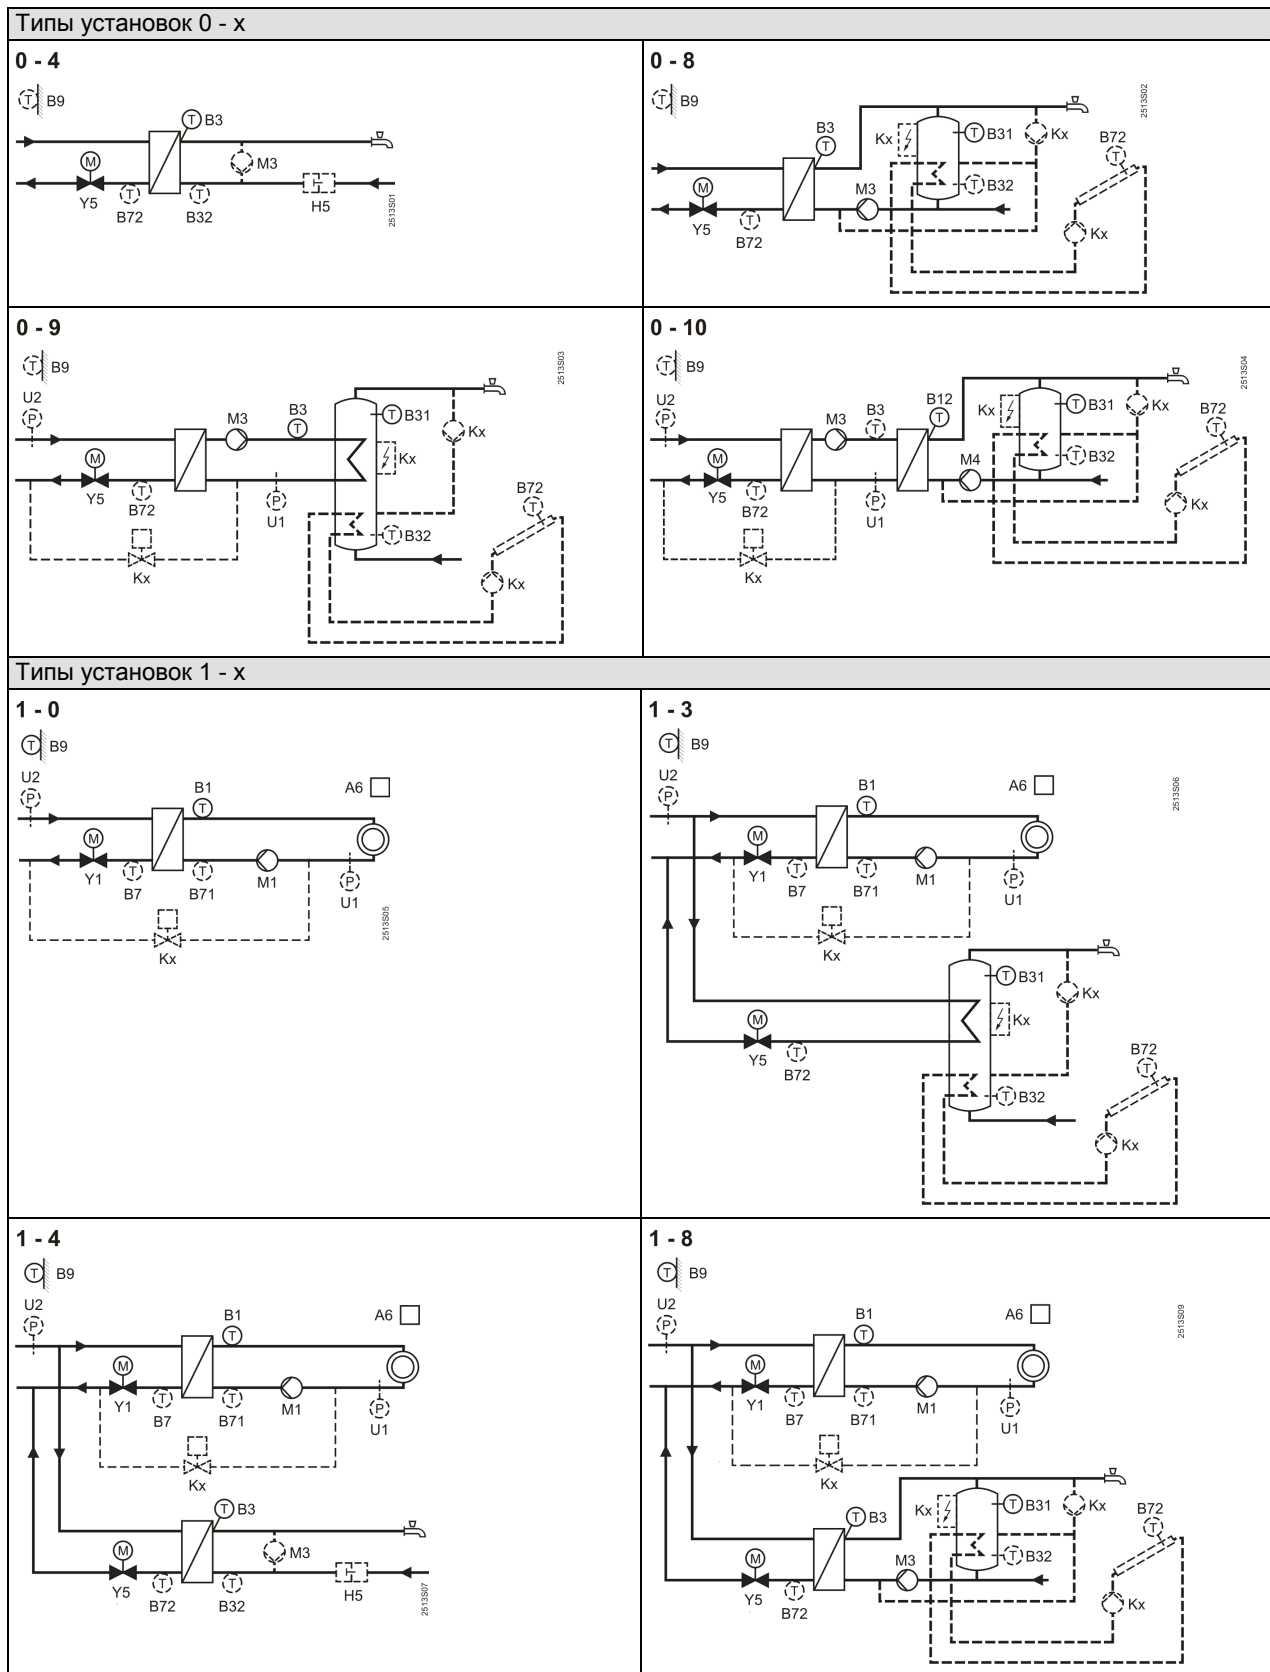 Типы установок 0 - x
0 - 4
T B9
T B3
M
M3
Y5
T
B72
T
B32
H5
2513S01
0 - 8
T B9
B3
T
Kx
T B31
Kx
2513S02
B72
T
M
Y5
T
B72
M3
T B32
Kx
0 - 9
T B9
U2
P
M3
B3
T
T B31
Kx
2513S03
M
Y5
T
B72
P
U1
Kx
B72
T
T B32
Kx
Kx
0 - 10
T B9
U2
P
M3
B3
T
B12
T
Kx
T B31
Kx
2513S04
B72
T
M
Y5
T
B72
P
U1
M4
T B32
Kx
Kx
Типы установок 1 - x
1 - 0
T B9
U2
P
B1
T
A6
M
Y1
T
B7
T
B71
M1
P
U1
Kx
2513S05
1 - 3
T B9
U2
P
B1
T
A6
2513S06
M
Y1
T
B7
T
B71
M1
T
U1
Kx
T B31
Kx
M
Y5
T
B72
Kx
B72
T
T B32
Kx
1 - 4
T B9
U2
P
B1
T
A6
M
Y1
T
B7
T
B71
M1
P
U1
Kx
T B3
M
M3
Y5
T
B72
T
B32
H5
2513S07
1 - 8
T B9
U2
P
B1
T
A6
2513S09
M
Y1
T
B7
T
B71
M1
P
U1
Kx
T B3
Kx
T B31
Kx
B72
T
M
Y5
T
B72
M3
T B32
Kx